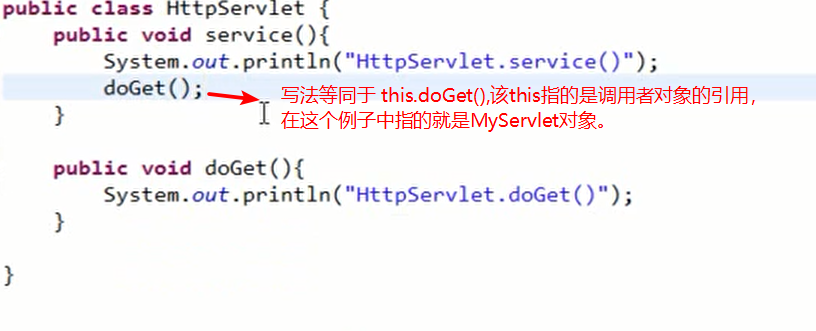 public class HttpServlet {
public void service(){
System.out.println("HttpServlet.service()");
doGet();
写法等同于 this.doGet(),该this指的是调用者对象的引用，
在这个例子中指的就是MyServlet对象。
}
public void doGet(){
System.out.println("HttpServlet.doGet()");
}
}